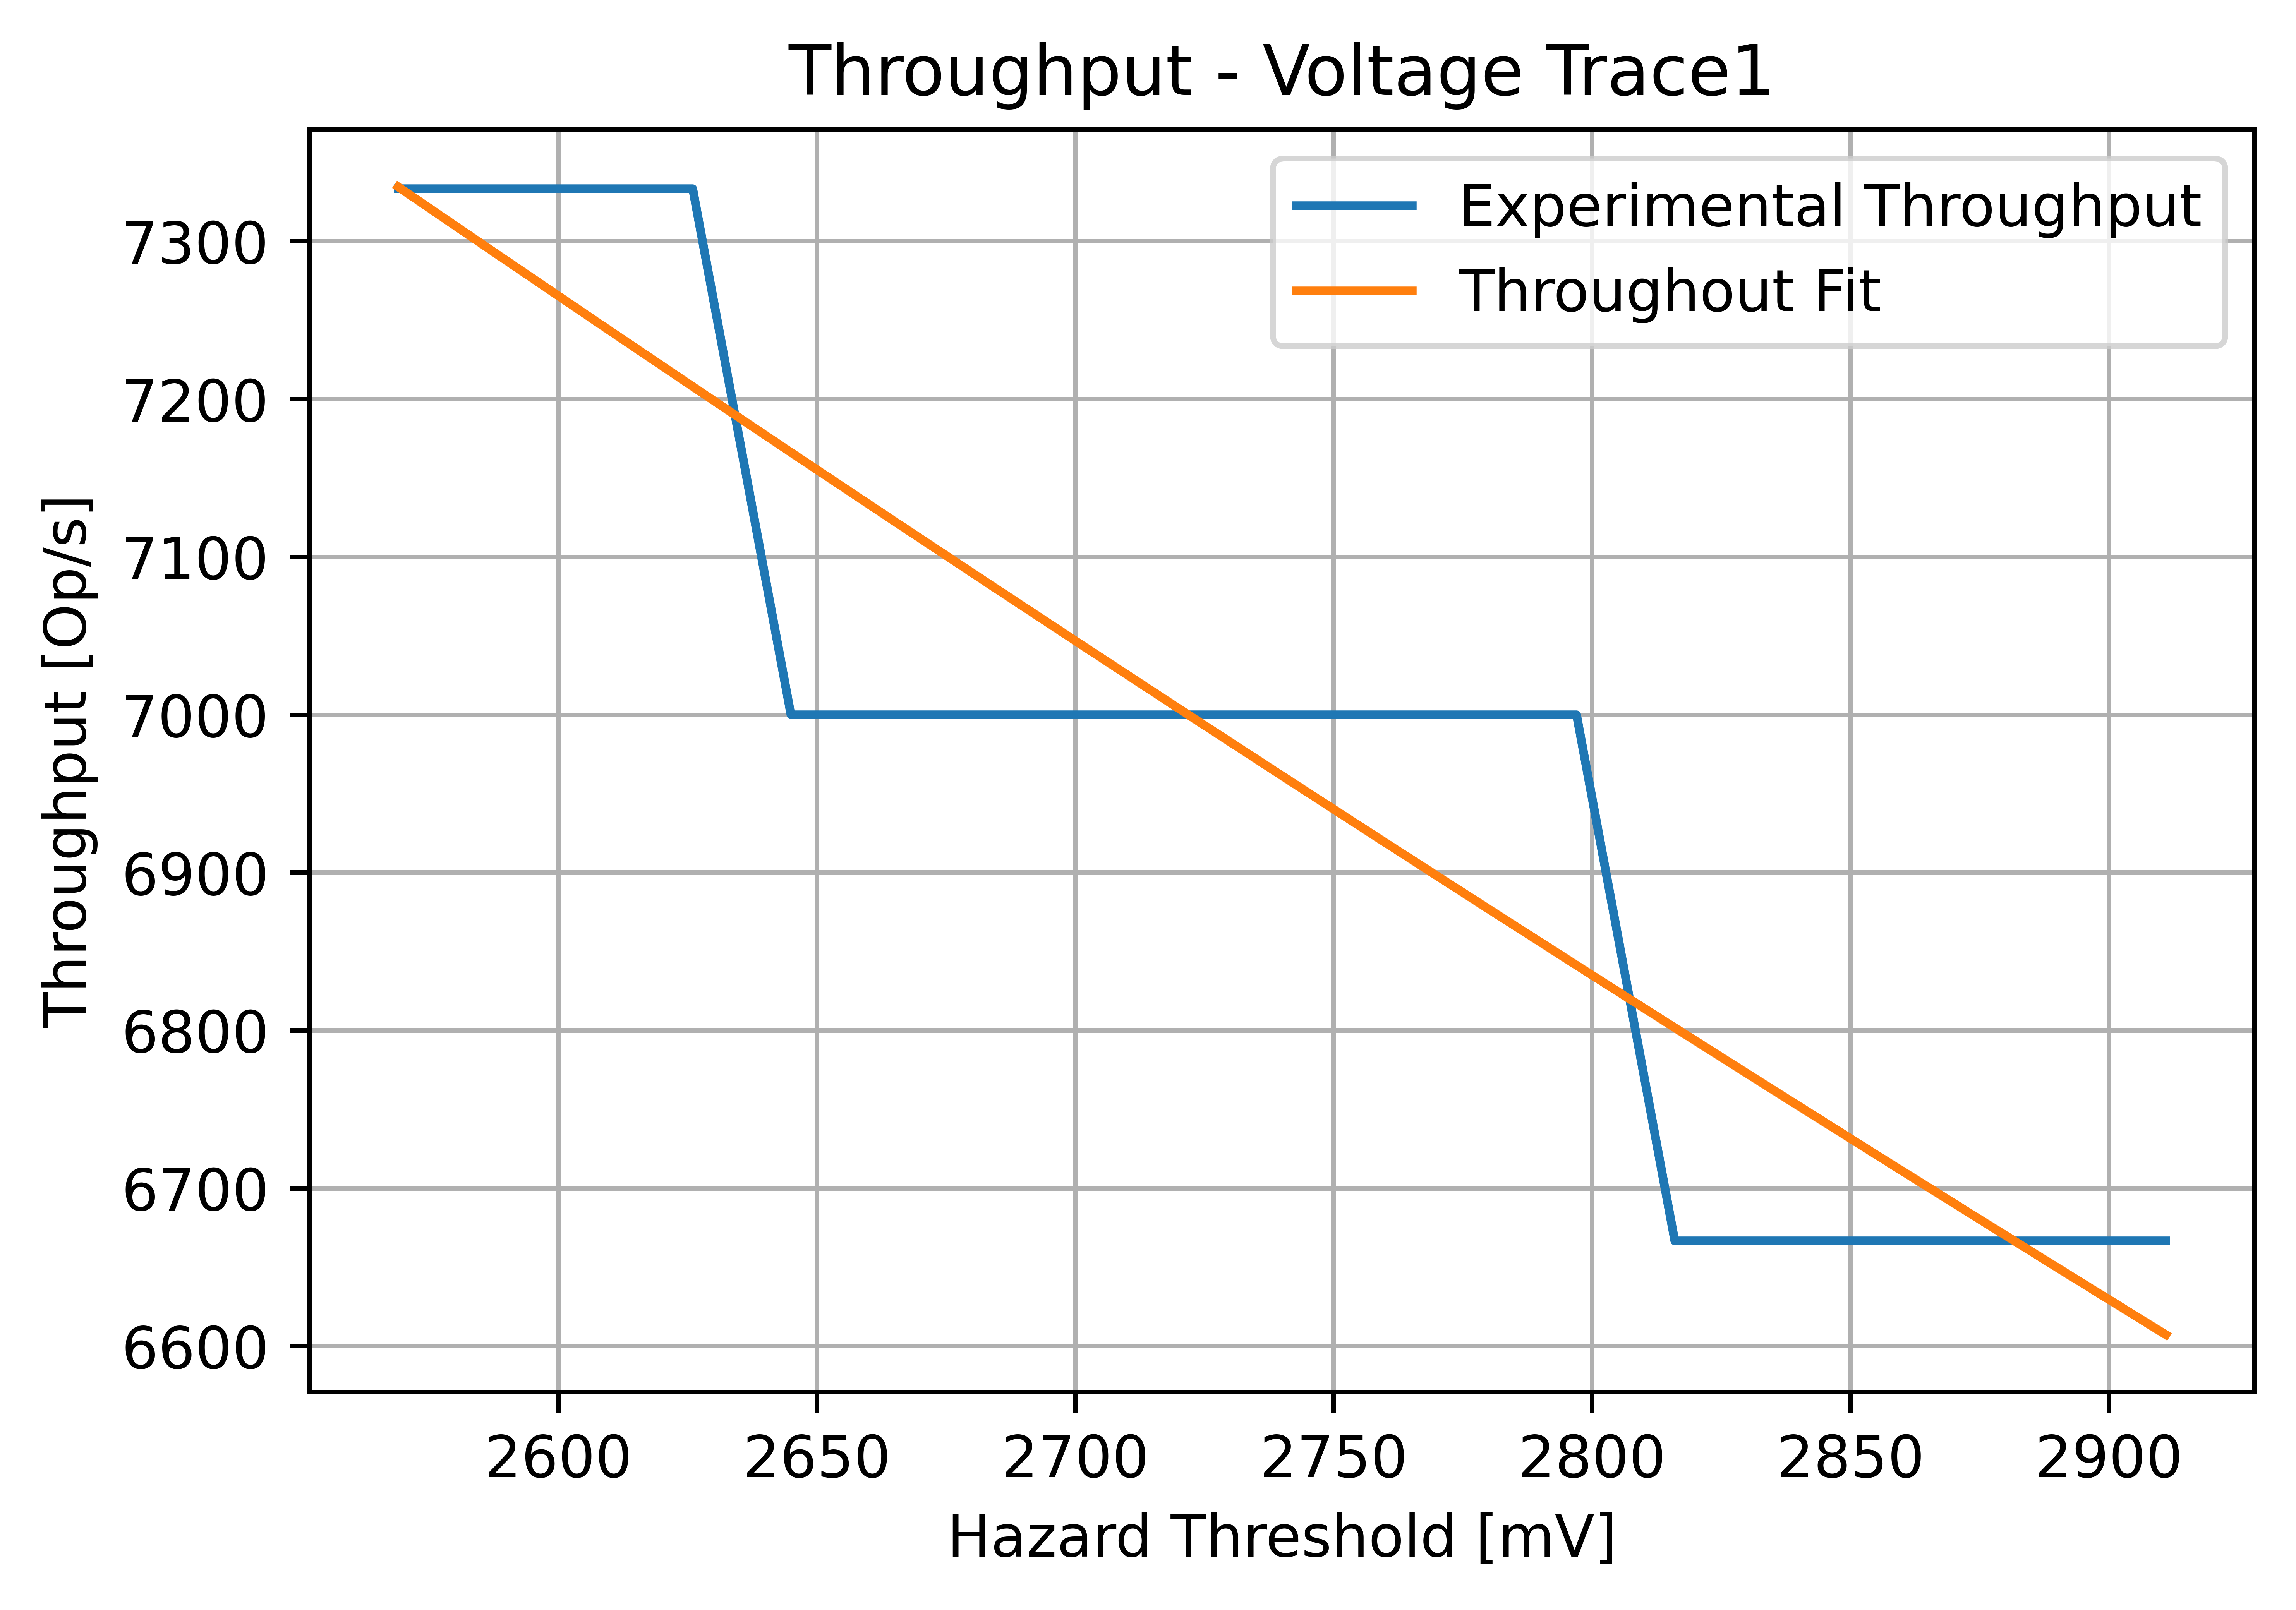 Throughput - Voltage Trace1
Experimental Throughput
Throughout Fit
Throughput [Op/s]
7300
7200
7100
7000
6900
6800
6700
6600
2600 2650 2700 2750 2800 2850 2900
Hazard Threshold [mV]